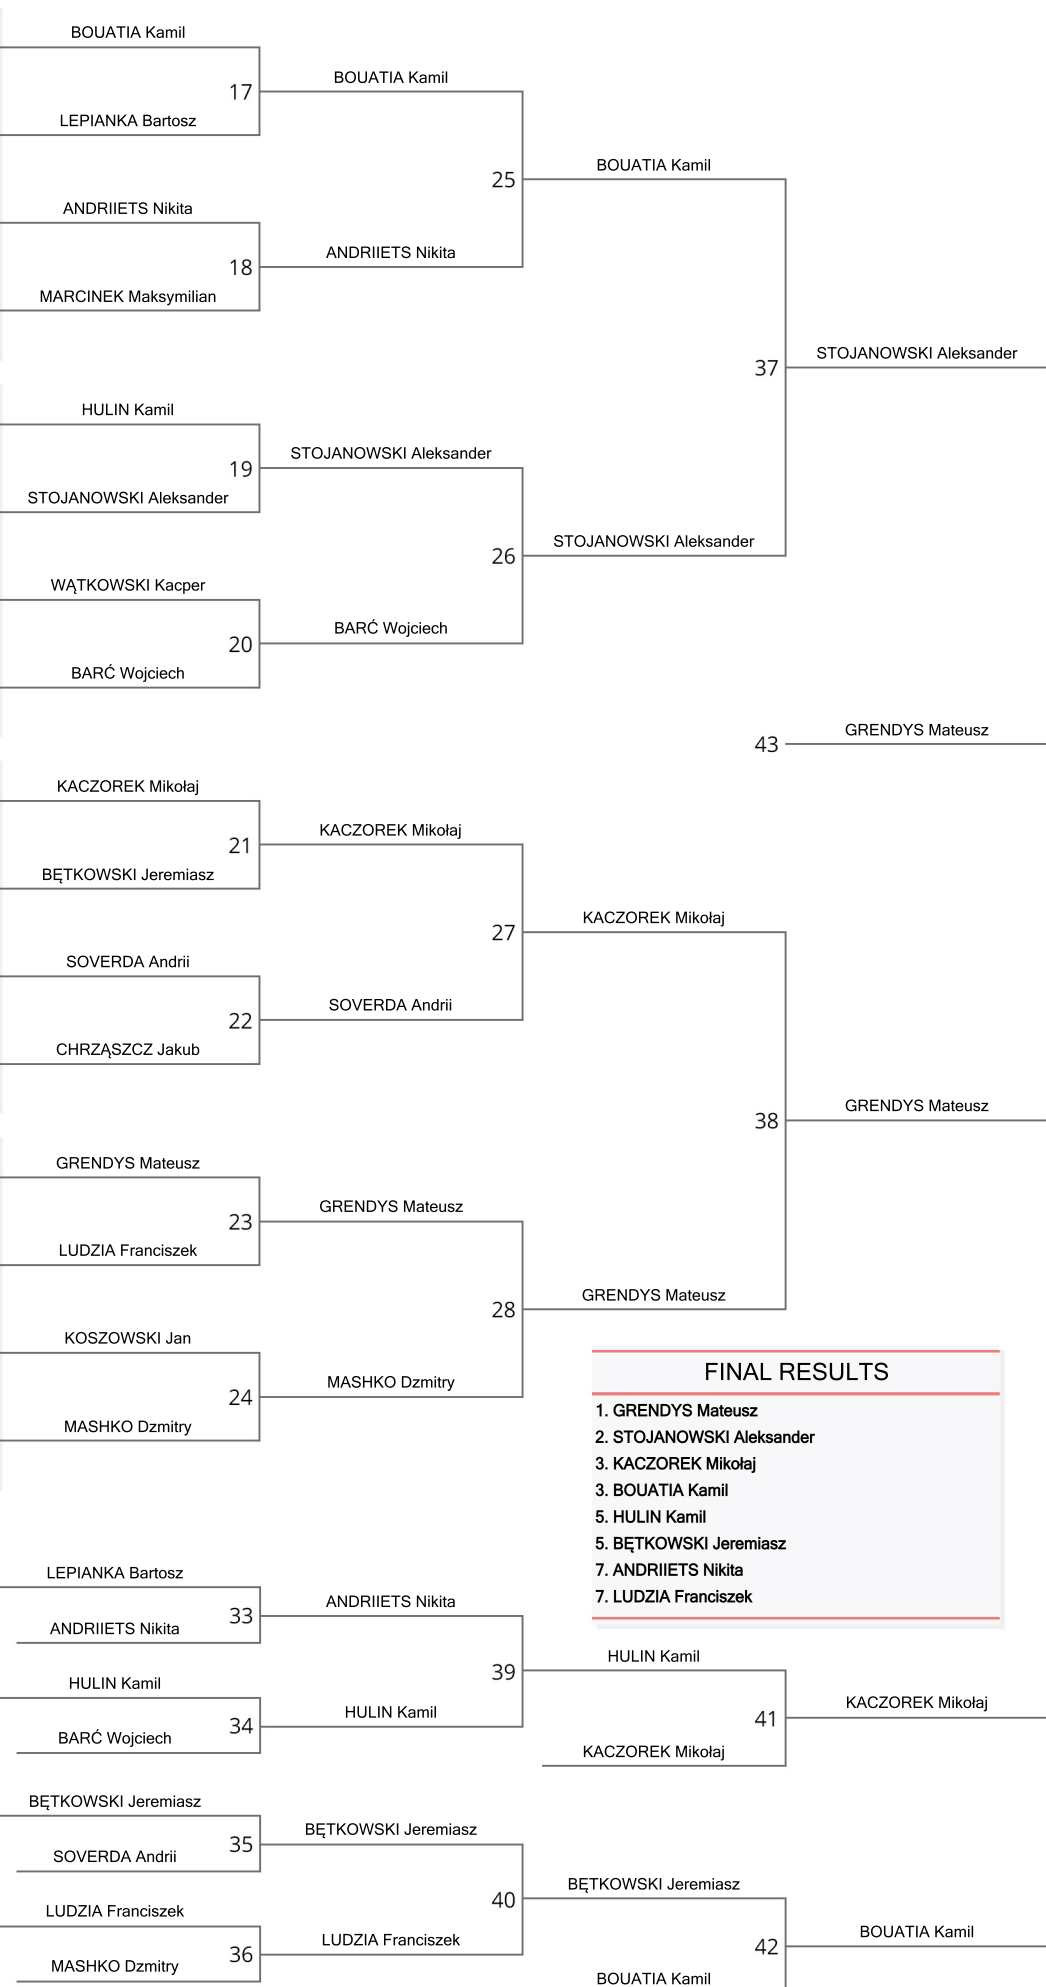 BOUATIA Kamil
BOUATIA Kamil
17
LEPIANKA Bartosz
BOUATIA Kamil
25
ANDRIIETS Nikita
ANDRIIETS Nikita
18
MARCINEK Maksymilian
STOJANOWSKI Aleksander
37
HULIN Kamil
STOJANOWSKI Aleksander
19
STOJANOWSKI Aleksander
STOJANOWSKI Aleksander
26
WĄTKOWSKI Kacper
BARĆ Wojciech
20
BARĆ Wojciech
GRENDYS Mateusz
43
KACZOREK Mikołaj
KACZOREK Mikołaj
21
BĘTKOWSKI Jeremiasz
KACZOREK Mikołaj
27
SOVERDA Andrii
SOVERDA Andrii
22
CHRZĄSZCZ Jakub
GRENDYS Mateusz
38
GRENDYS Mateusz
GRENDYS Mateusz
23
LUDZIA Franciszek
GRENDYS Mateusz
28
KOSZOWSKI Jan
MASHKO Dzmitry
24
MASHKO Dzmitry
FINAL RESULTS
1. GRENDYS Mateusz
2. STOJANOWSKI Aleksander
3. KACZOREK Mikołaj
3. BOUATIA Kamil
5. HULIN Kamil
5. BĘTKOWSKI Jeremiasz
7. ANDRIIETS Nikita
7. LUDZIA Franciszek
LEPIANKA Bartosz
ANDRIIETS Nikita
33
ANDRIIETS Nikita
HULIN Kamil
39
HULIN Kamil
HULIN Kamil
34
BARĆ Wojciech
KACZOREK Mikołaj
41
KACZOREK Mikołaj
BĘTKOWSKI Jeremiasz
BĘTKOWSKI Jeremiasz
35
SOVERDA Andrii
BĘTKOWSKI Jeremiasz
40
LUDZIA Franciszek
LUDZIA Franciszek
36
MASHKO Dzmitry
BOUATIA Kamil
42
BOUATIA Kamil